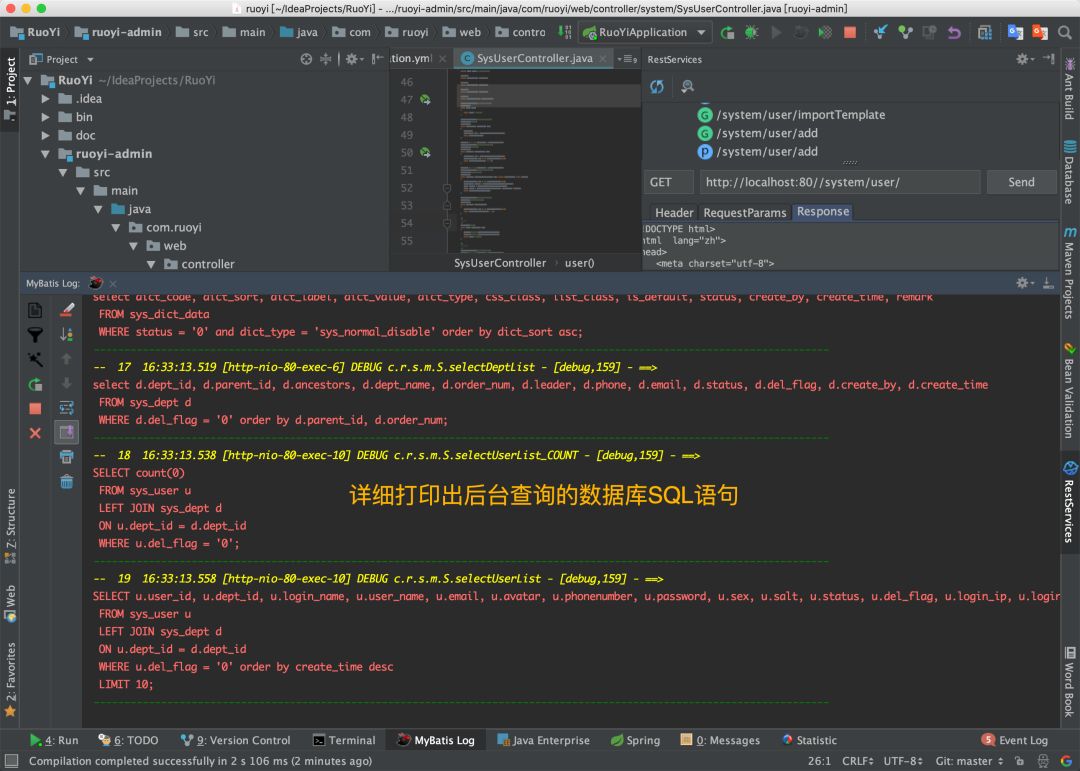 ruoyi [~/IdeaProjects/RuoYi] - .../ruoyi-admin/src/main/java/com/ruoyi/web/controller/system/SysUserController.java [ruoyi-admin]
RuoYi ruoyi-admin src main java com ruoyi web contro RuoYiApplication
Project
tion.yml SysUserController.java
RestServices
1: Project
RuoYi ~/IdeaProjects/RuoYi
.idea
bin
doc
ruoyi-admin
src
main
java
com.ruoyi
web
controller
46
47
48
49
50
51
52
53
54
55
SysUserController user()
/system/user/importTemplate
/system/user/add
/system/user/add
GET http://localhost:80//system/user/ Send
Header RequestParams Response
DOCTYPE html>
html lang="zh">
head>
<meta charset="utf-8">
Ant Build
Database
Maven Projects
Bean Validation
RestServices
Word Book
MyBatis Log:
select dict_code, dict_sort, dict_label, dict_value, dict_type, css_class, list_class, is_default, status, create_by, create_time, remark
FROM sys_dict_data
WHERE status = '0' and dict_type = 'sys_normal_disable' order by dict_sort asc;
-- 17 16:33:13.519 [http-nio-80-exec-6] DEBUG c.r.s.m.S.selectDeptList - [debug,159] - ==>
select d.dept_id, d.parent_id, d.ancestors, d.dept_name, d.order_num, d.leader, d.phone, d.email, d.status, d.del_flag, d.create_by, d.create_time
FROM sys_dept d
WHERE d.del_flag = '0' order by d.parent_id, d.order_num;
-- 18 16:33:13.538 [http-nio-80-exec-10] DEBUG c.r.s.m.S.selectUserList_COUNT - [debug,159] - ==>
SELECT count(0)
FROM sys_user u
LEFT JOIN sys_dept d
ON u.dept_id = d.dept_id
WHERE u.del_flag = '0';
详细打印出后台查询的数据库SQL语句
-- 19 16:33:13.558 [http-nio-80-exec-10] DEBUG c.r.s.m.S.selectUserList - [debug,159] - ==>
SELECT u.user_id, u.dept_id, u.login_name, u.user_name, u.email, u.avatar, u.phonenumber, u.password, u.sex, u.salt, u.status, u.del_flag, u.login_ip, u.login
FROM sys_user u
LEFT JOIN sys_dept d
ON u.dept_id = d.dept_id
WHERE u.del_flag = '0' order by create_time desc
LIMIT 10;
Z: Structure
Web
2: Favorites
4: Run 6: TODO 9: Version Control Terminal MyBatis Log Java Enterprise Spring 0: Messages Statistic 5 Event Log
Compilation completed successfully in 2 s 106 ms (2 minutes ago) 26:1 CRLF UTF-8 Git: master